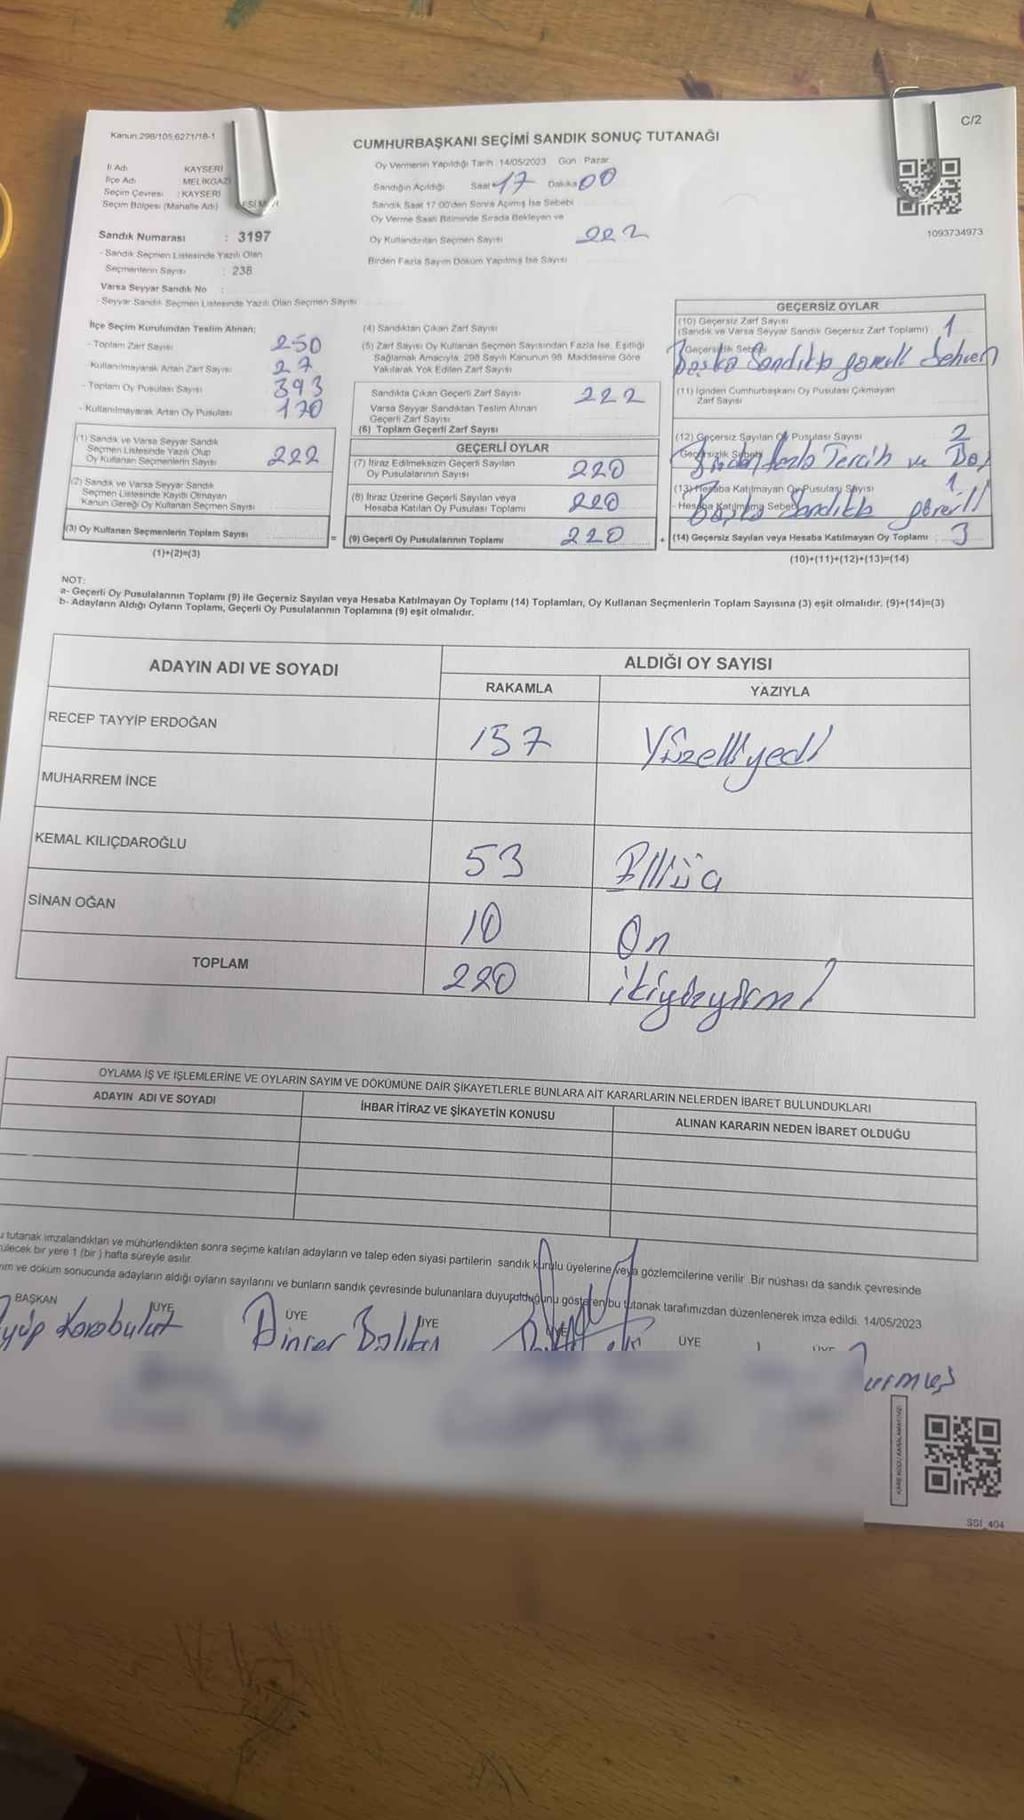 Kanun:298/105,6271/18-1
C/2
CUMHURBAŞKANI SEÇİMİ SANDIK SONUÇ TUTANAĞI
Oy Vermenin Yapıldığı Tarih :14/05/2023 Gün : Pazar
İl Adı : KAYSERİ
İlçe Adı : MELİKGAZİ
Seçim Çevresi : KAYSERİ
Seçim Bölgesi (Mahalle Adı)
Sandığın Açıldığı Saat 17 Dakika 00
Sandık Saat 17.00'den Sonra Açılmış İse Sebebi
Oy Verme Saati Bitiminde Sırada Bekleyen ve
Oy Kullandırılan Seçmen Sayısı 222
Birden Fazla Sayım Döküm Yapılmış İse Sayısı
1093734973
Sandık Numarası : 3197
- Sandık Seçmen Listesinde Yazılı Olan
Seçmenlerin Sayısı : 238
Varsa Seyyar Sandık No :
- Seyyar Sandık Seçmen Listesinde Yazılı Olan Seçmen Sayısı
İlçe Seçim Kurulundan Teslim Alınan;
- Toplam Zarf Sayısı 250
- Kullanılmayarak Artan Zarf Sayısı 27
- Toplam Oy Pusulası Sayısı 393
- Kullanılmayarak Artan Oy Pusulası 170
(1) Sandık ve Varsa Seyyar Sandık
Seçmen Listesinde Yazılı Olup
Oy Kullanan Seçmenlerin Sayısı 222
(2) Sandık ve Varsa Seyyar Sandık
Seçmen Listesinde Kayıtlı Olmayan
Kanun Gereği Oy Kullanan Seçmen Sayısı
(3) Oy Kullanan Seçmenlerin Toplam Sayısı
(1)+(2)=(3)
(4) Sandıktan Çıkan Zarf Sayısı
(5) Zarf Sayısı Oy Kullanan Seçmen Sayısından Fazla İse, Eşitliği
Sağlamak Amacıyla 298 Sayılı Kanunun 98. Maddesine Göre
Yakılarak Yok Edilen Zarf Sayısı
Sandıkta Çıkan Geçerli Zarf Sayısı 222
Varsa Seyyar Sandıktan Teslim Alınan
Geçerli Zarf Sayısı
(6) Toplam Geçerli Zarf Sayısı
GEÇERLİ OYLAR
(7) İtiraz Edilmeksizin Geçerli Sayılan
Oy Pusulalarının Sayısı 220
(8) İtiraz Üzerine Geçerli Sayılan veya
Hesaba Katılan Oy Pusulası Toplamı 220
= (9) Geçerli Oy Pusulalarının Toplamı 220
GEÇERSİZ OYLAR
(10) Geçersiz Zarf Sayısı
(Sandık ve Varsa Seyyar Sandık Geçersiz Zarf Toplamı) 1
Geçersizlik Sebebi
Başka Sandıkta
(11) İçinden Cumhurbaşkanı Oy Pusulası Çıkmayan
Zarf Sayısı
(12) Geçersiz Sayılan Oy Pusulası Sayısı 2
Geçersizlik Sebebi
Birden fazla Tercih ve Boş
(13) Hesaba Katılmayan Oy Pusulası Sayısı 1
- Hesaba Katılmama Sebebi
Başka Sandıkta
+ (14) Geçersiz Sayılan veya Hesaba Katılmayan Oy Toplamı : 3
(10)+(11)+(12)+(13)=(14)
NOT:
a- Geçerli Oy Pusulalarının Toplamı (9) ile Geçersiz Sayılan veya Hesaba Katılmayan Oy Toplamı (14) Toplamları, Oy Kullanan Seçmenlerin Toplam Sayısına (3) eşit olmalıdır. (9)+(14)=(3)
b- Adayların Aldığı Oyların Toplamı, Geçerli Oy Pusulalarının Toplamına (9) eşit olmalıdır.
ADAYIN ADI VE SOYADI
ALDIĞI OY SAYISI
RAKAMLA YAZIYLA
RECEP TAYYİP ERDOĞAN 157 Yüzelliyedi
MUHARREM İNCE
KEMAL KILIÇDAROĞLU 53 Elliüç
SİNAN OĞAN 10 On
TOPLAM 220 ikiyüzyirmi
OYLAMA İŞ VE İŞLEMLERİNE VE OYLARIN SAYIM VE DÖKÜMÜNE DAİR ŞİKAYETLERLE BUNLARA AİT KARARLARIN NELERDEN İBARET BULUNDUKLARI
ADAYIN ADI VE SOYADI İHBAR İTİRAZ VE ŞİKAYETİN KONUSU ALINAN KARARIN NEDEN İBARET OLDUĞU
tutanak imzalandıktan ve mühürlendikten sonra seçime katılan adayların ve talep eden siyasi partilerin sandık kurulu üyelerine veya gözlemcilerine verilir. Bir nüshası da sandık çevresinde
bir yere 1 (bir) hafta süreyle asılır.
ve döküm sonucunda adayların aldığı oyların sayılarını ve bunların sandık çevresinde bulunanlara duyurulduğunu gösteren bu tutanak tarafımızdan düzenlenerek imza edildi. 14/05/2023
BAŞKAN ÜYE ÜYE ÜYE ÜYE ÜYE
Karabulut Dinçer
SSİ_404